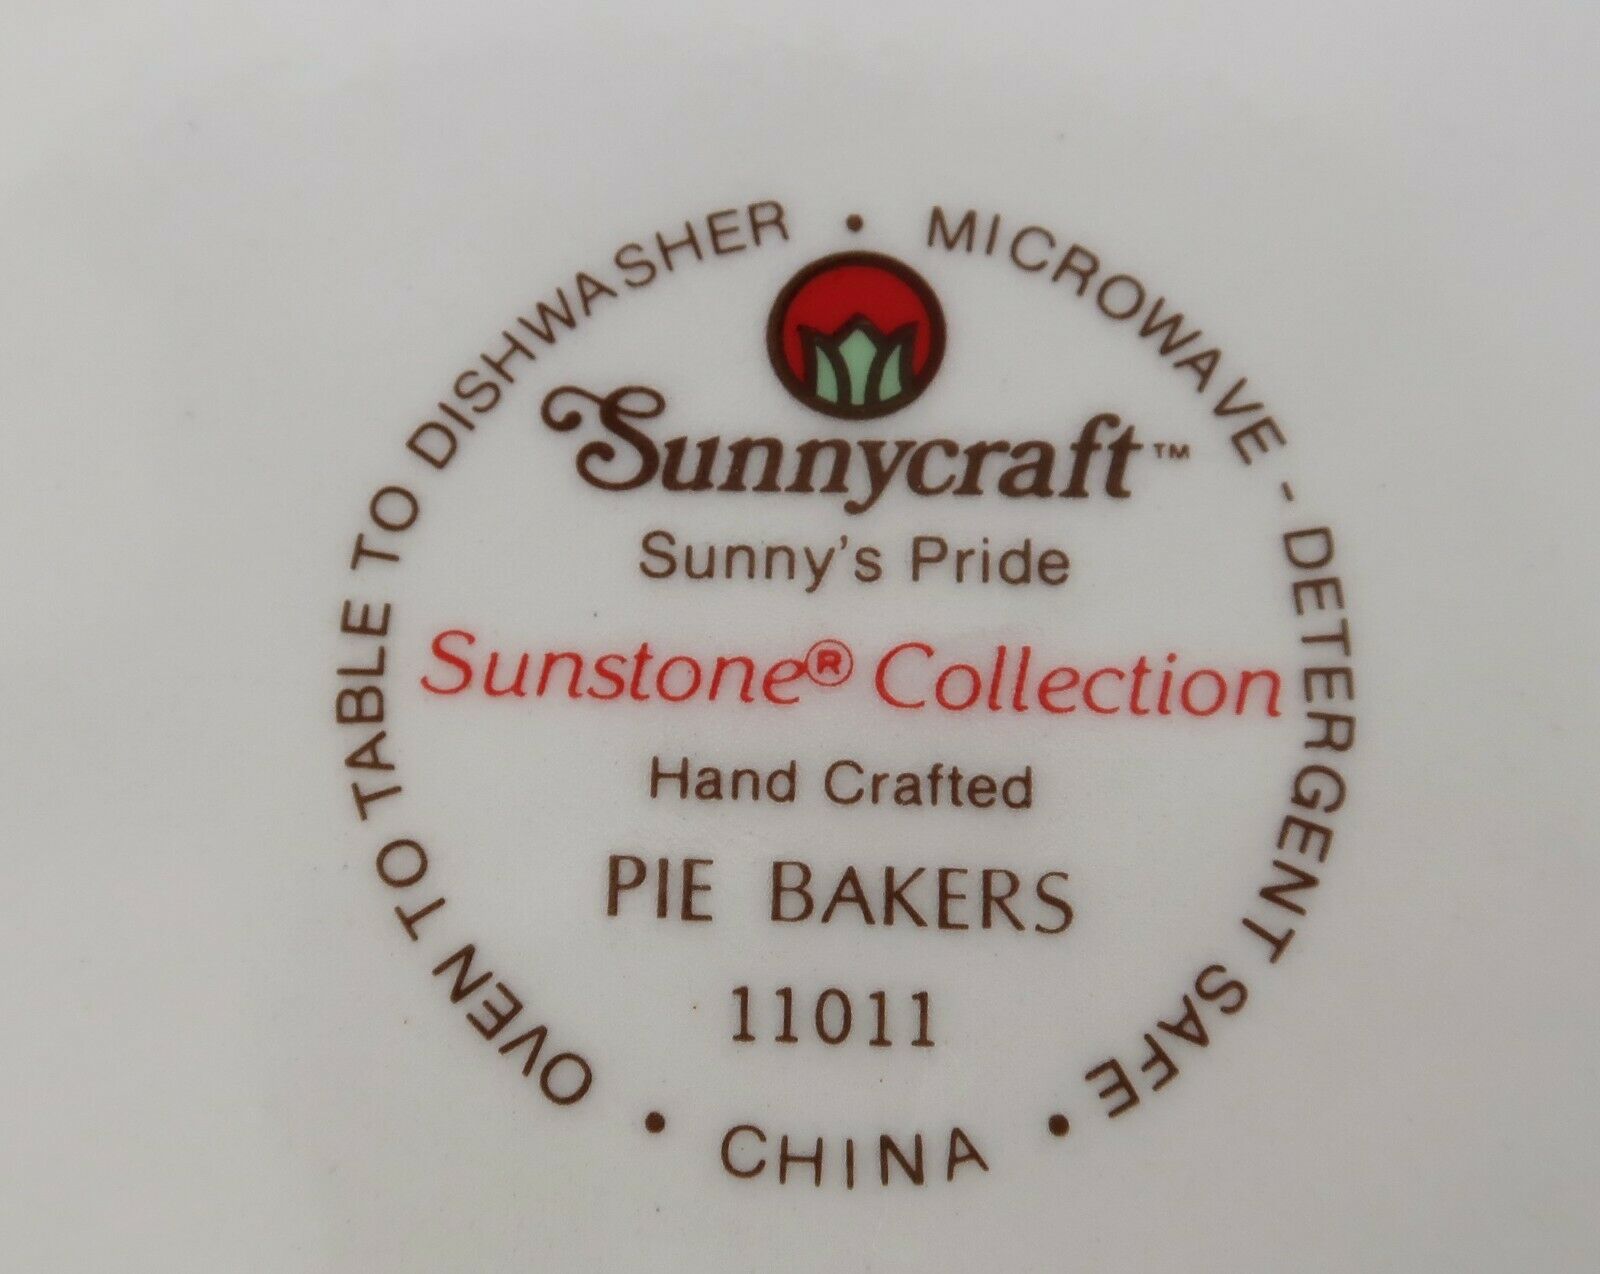 OVEN TO TABLE TO DISHWASHER • MICROWAVE - DETERGENT SAFE •
Sunnycraft™
Sunny's Pride
Sunstone® Collection
Hand Crafted
PIE BAKERS
11011
• CHINA